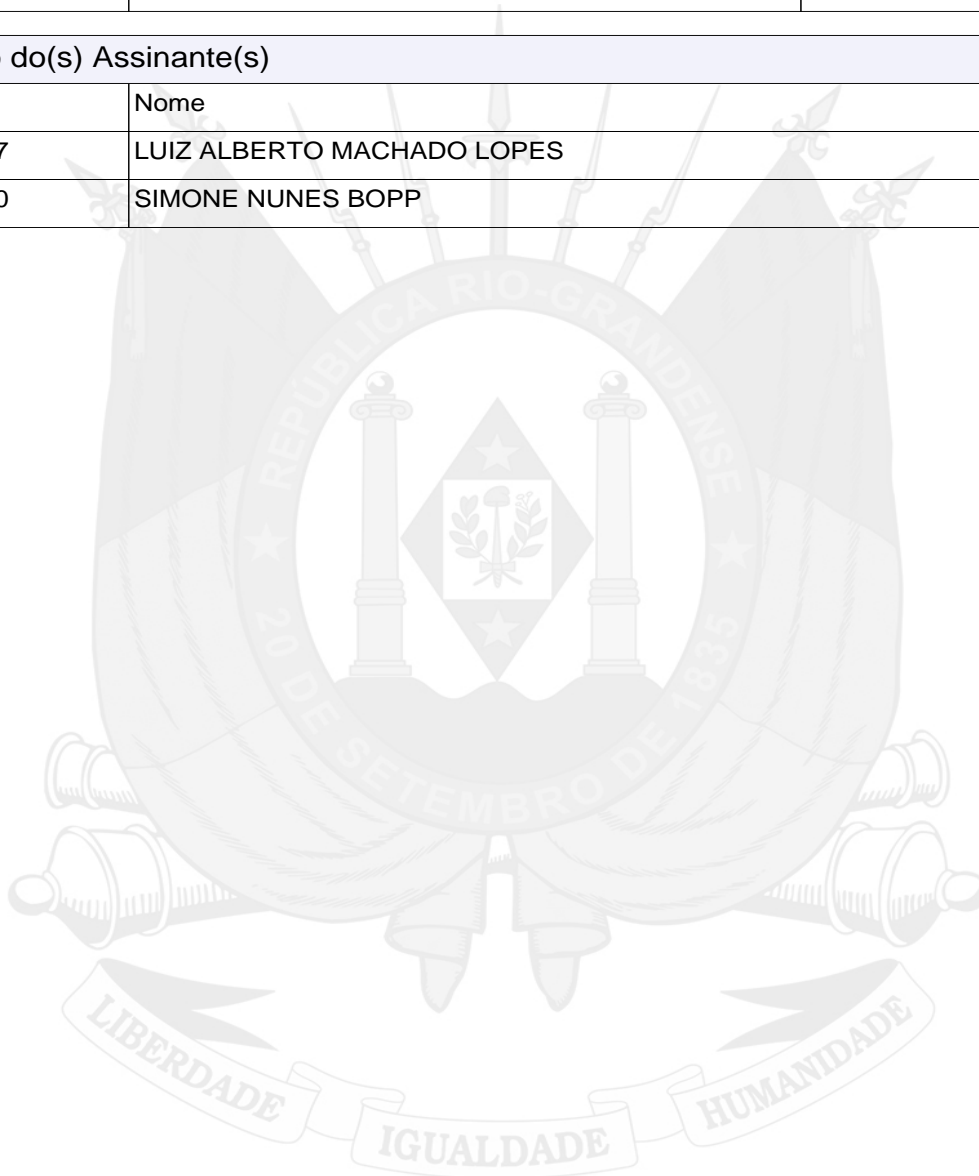 do(s) Assinante(s)
Nome
7 LUIZ ALBERTO MACHADO LOPES
0 SIMONE NUNES BOPP
REPÚBLICA RIO-GRANDENSE
20 DE SETEMBRO DE 1835
LIBERDADE
IGUALDADE
HUMANIDADE